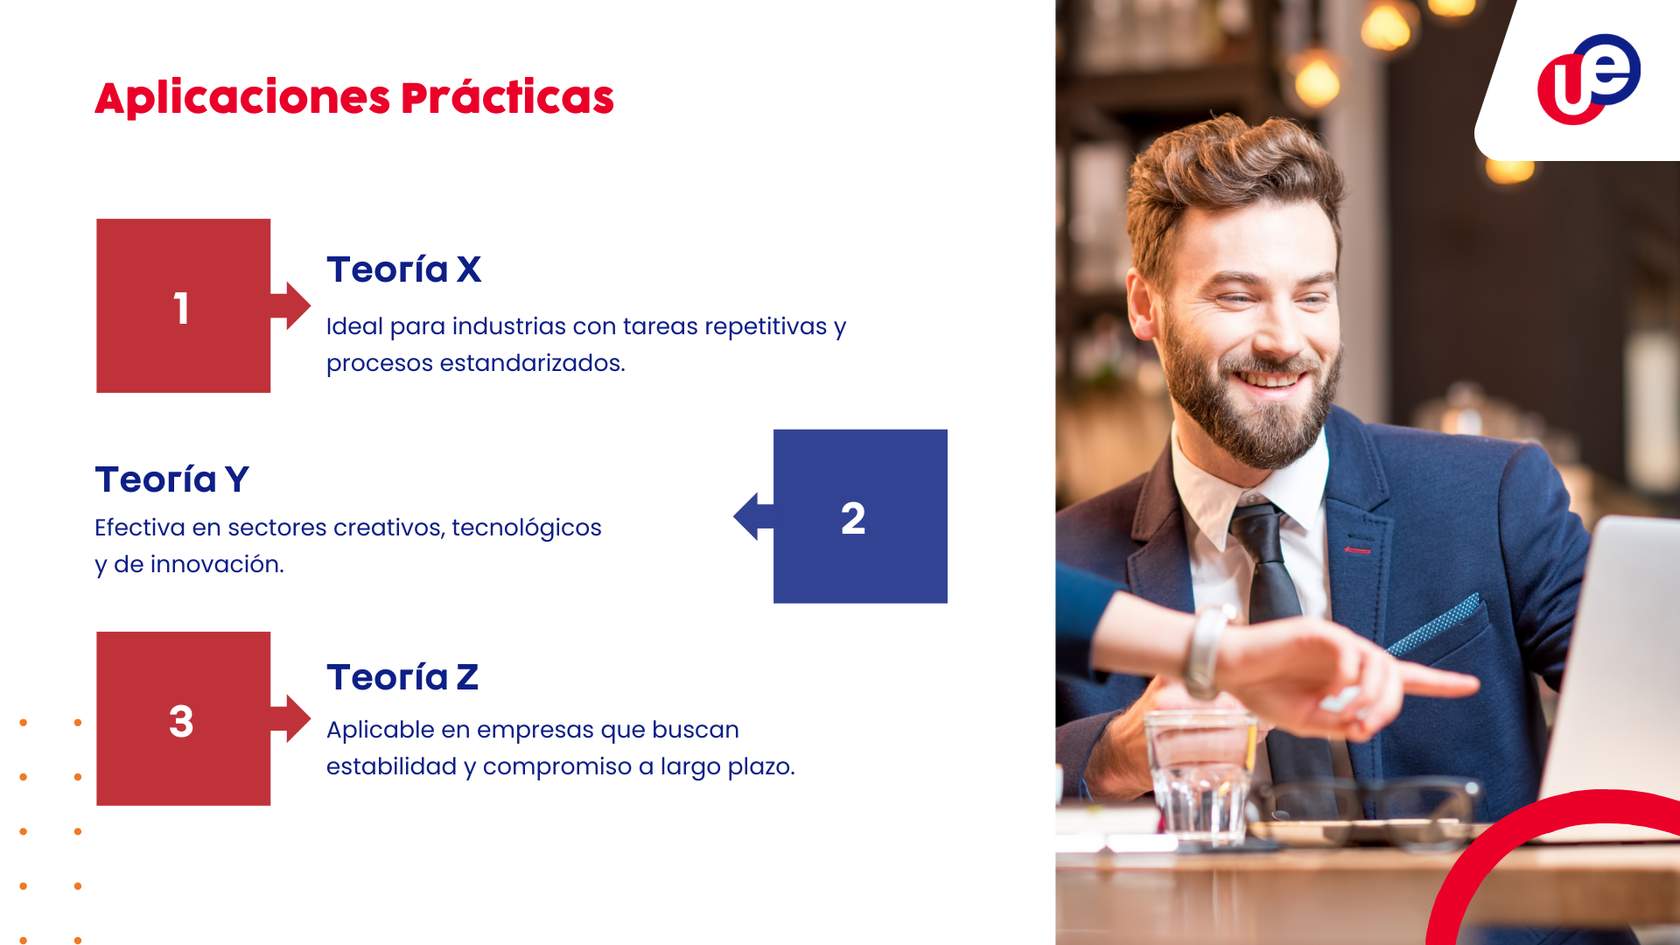 Aplicaciones Prácticas
ue
1
Teoría X
Ideal para industrias con tareas repetitivas y
procesos estandarizados.
Teoría Y
Efectiva en sectores creativos, tecnológicos
y de innovación.
2
3
Teoría Z
Aplicable en empresas que buscan
estabilidad y compromiso a largo plazo.